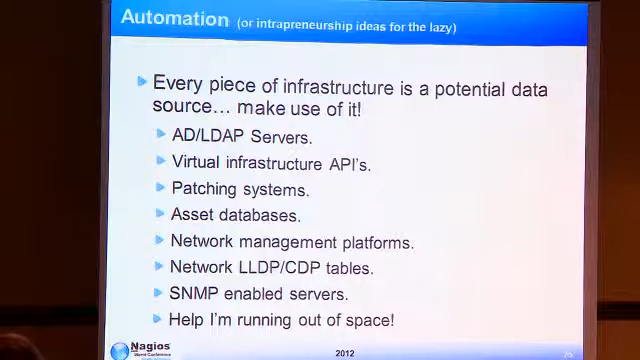 Automation (or intrapreneurship ideas for the lazy)
Every piece of infrastructure is a potential data
source… make use of it!
AD/LDAP Servers.
Virtual infrastructure API's.
Patching systems.
Asset databases.
Network management platforms.
Network LLDP/CDP tables.
SNMP enabled servers.
Help I'm running out of space!
Nagios
World Conference
2012